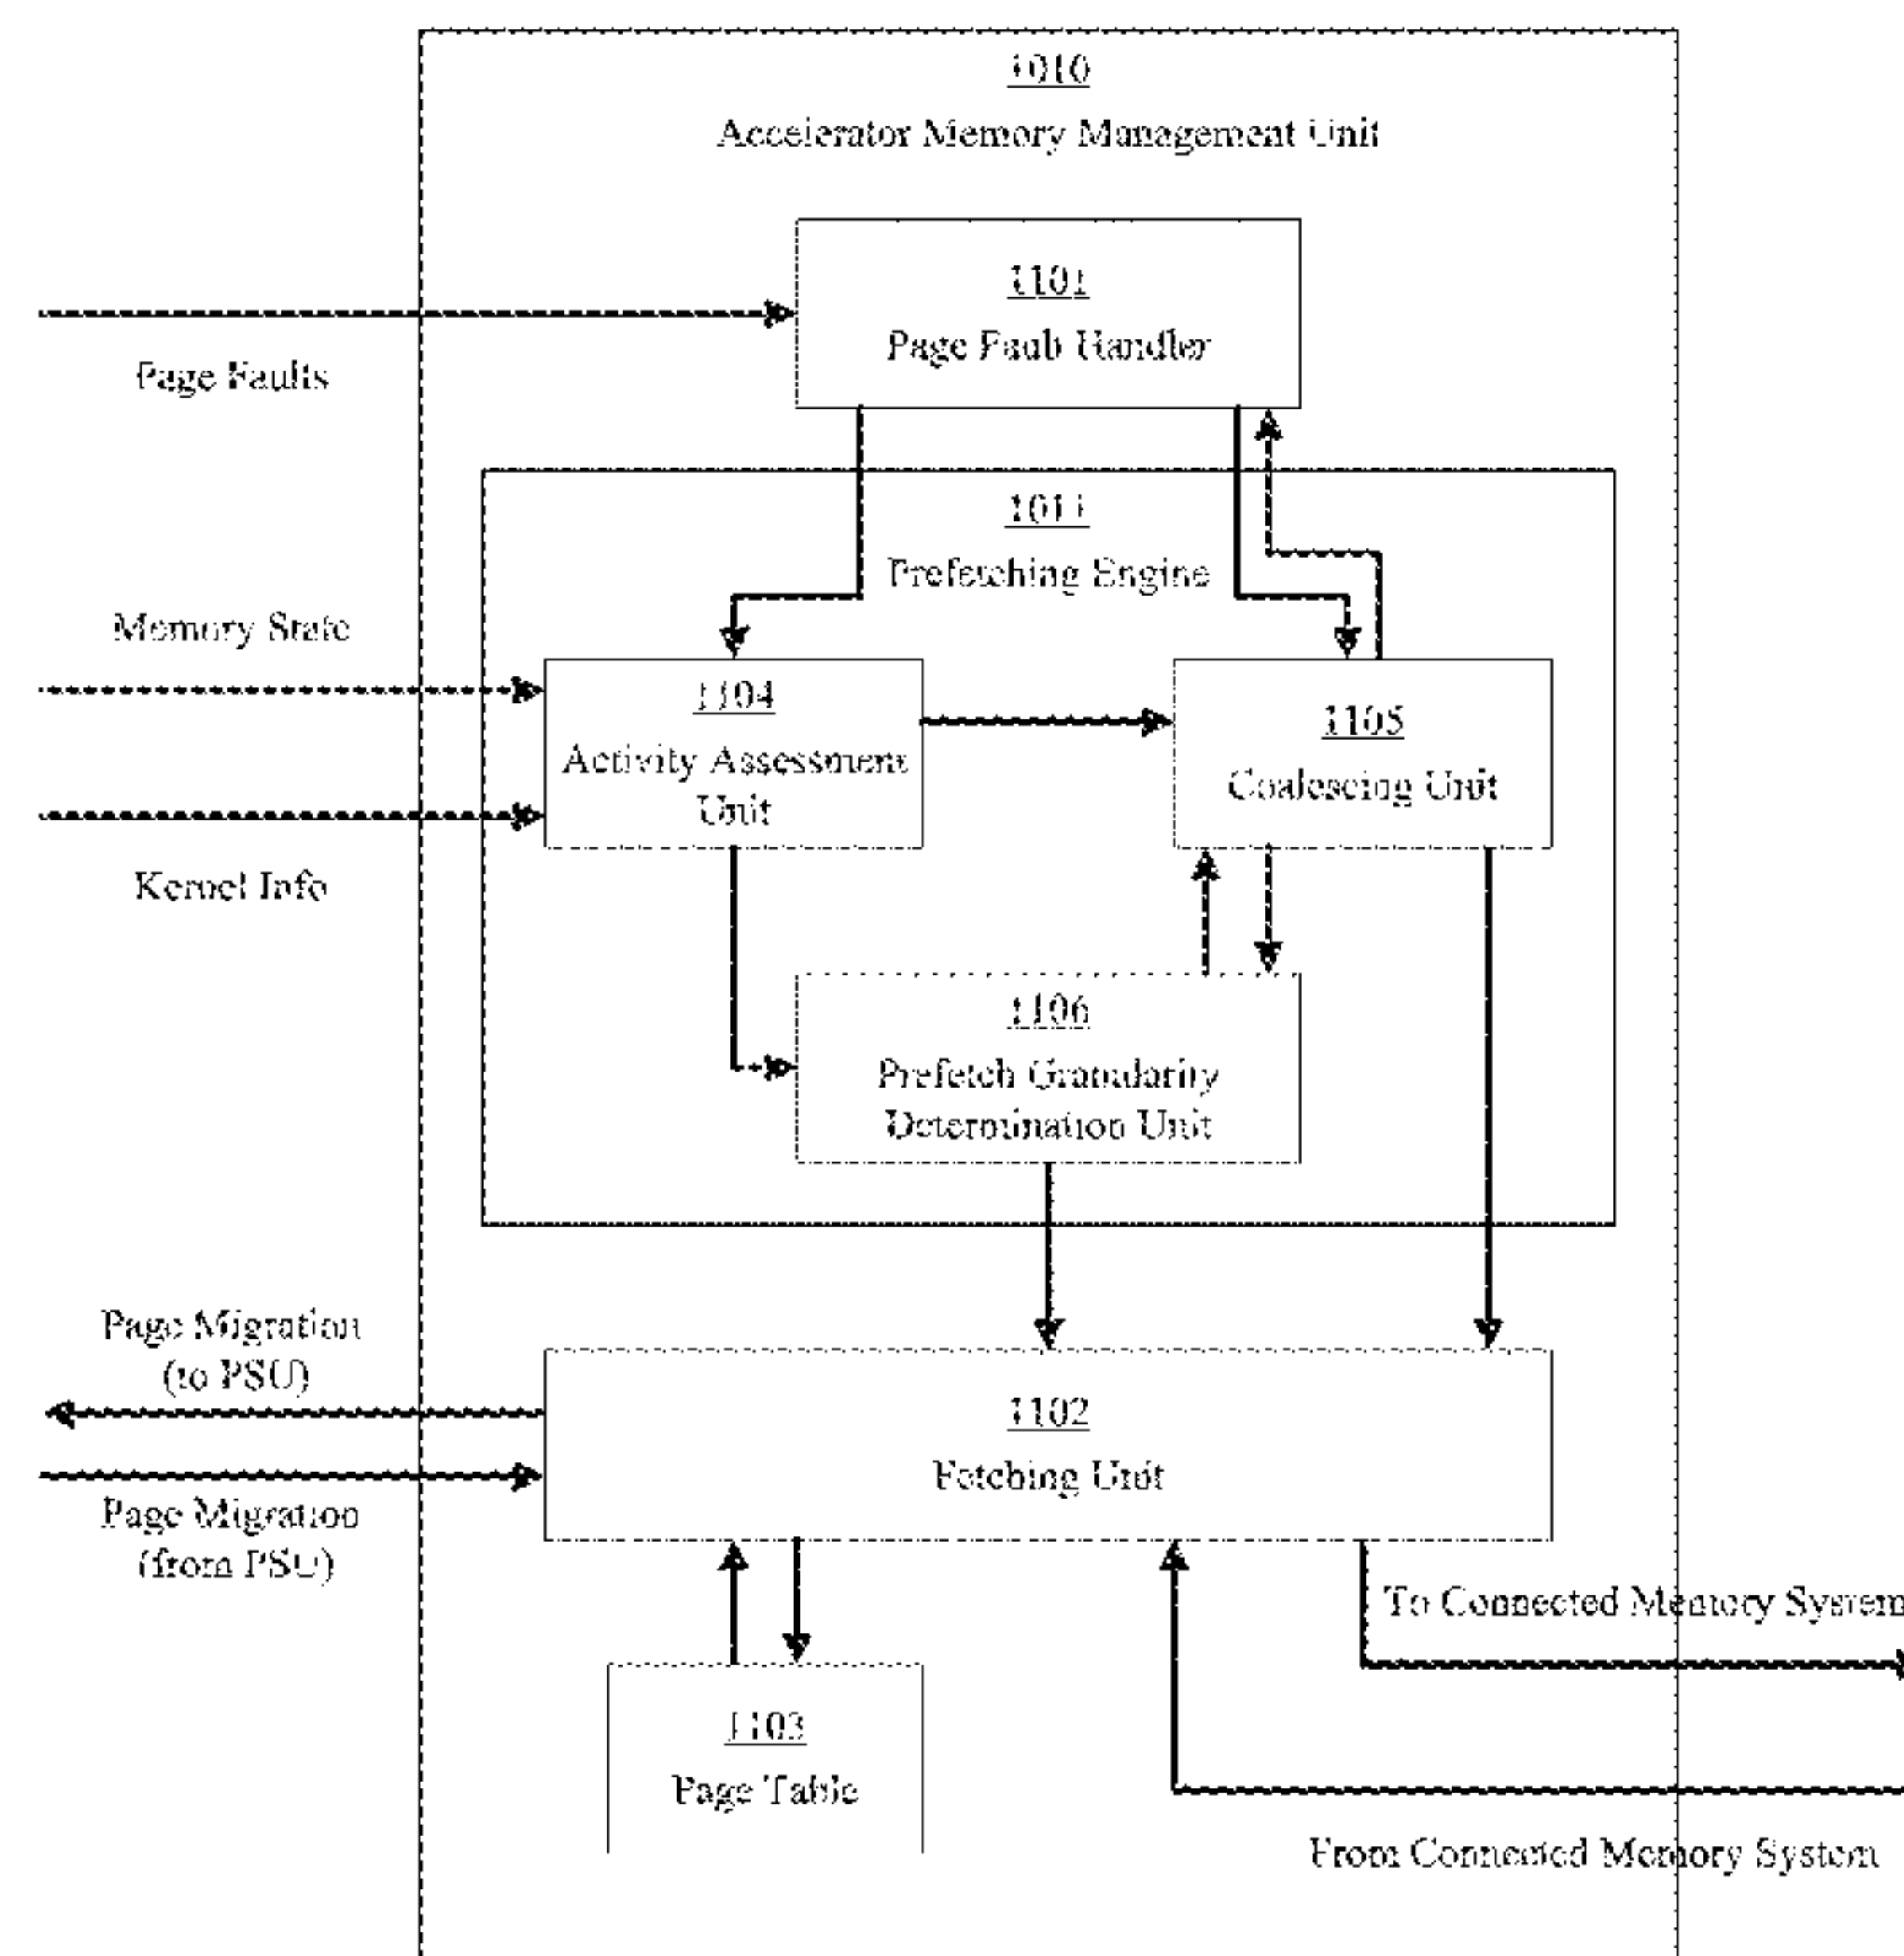 1010
Accelerator Memory Management Unit
1101
Page Fault Handler
Page Faults
1011
Prefetching Engine
Memory State
1104
Activity Assessment
Unit
1105
Coalescing Unit
Kernel Info
1106
Prefetch Granularity
Determination Unit
Page Migration
(to PSU)
1102
Fetching Unit
Page Migration
(from PSU)
To Connected Memory System
1103
Page Table
From Connected Memory System